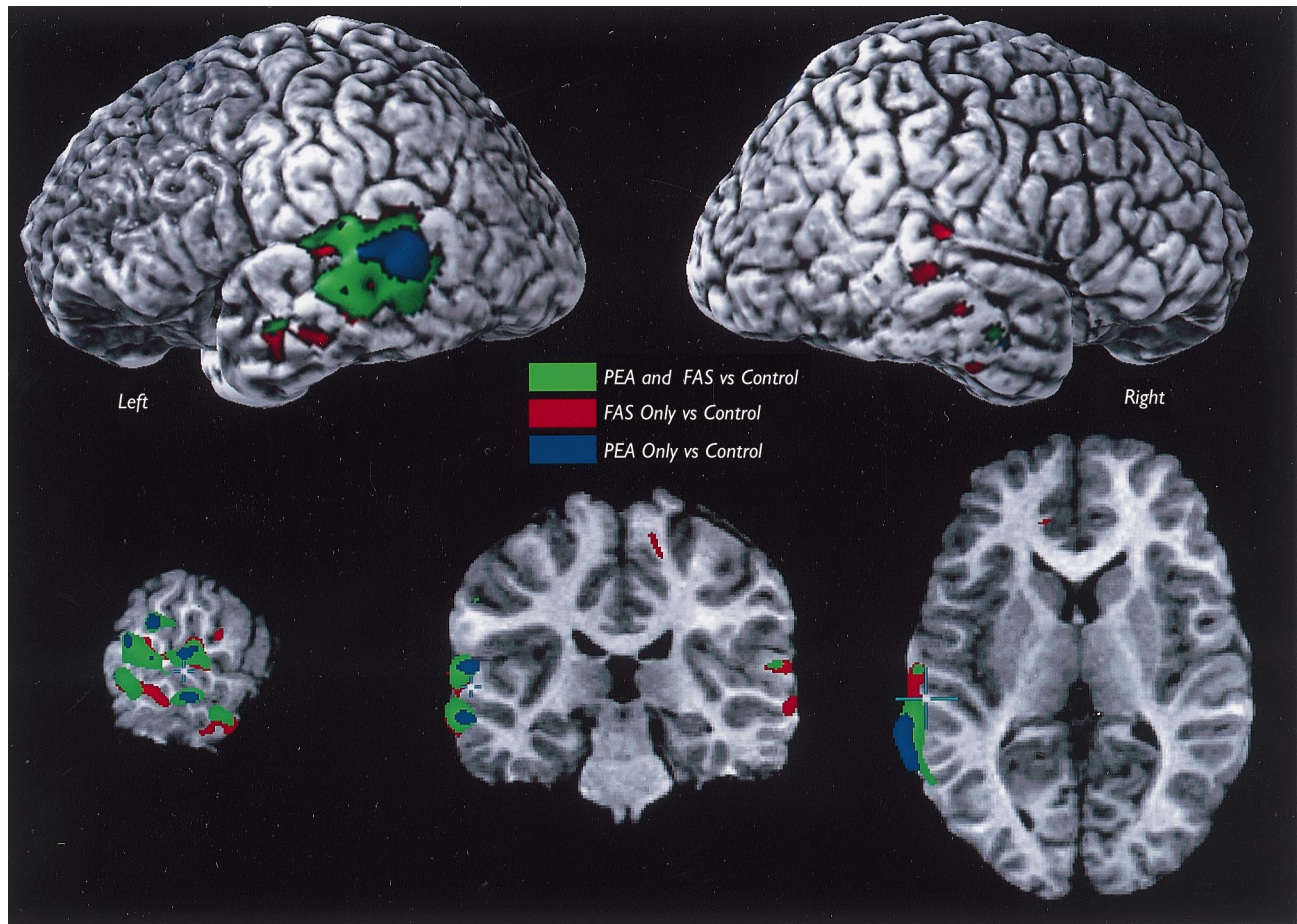 Left
Right
PEA and FAS vs Control
FAS Only vs Control
PEA Only vs Control